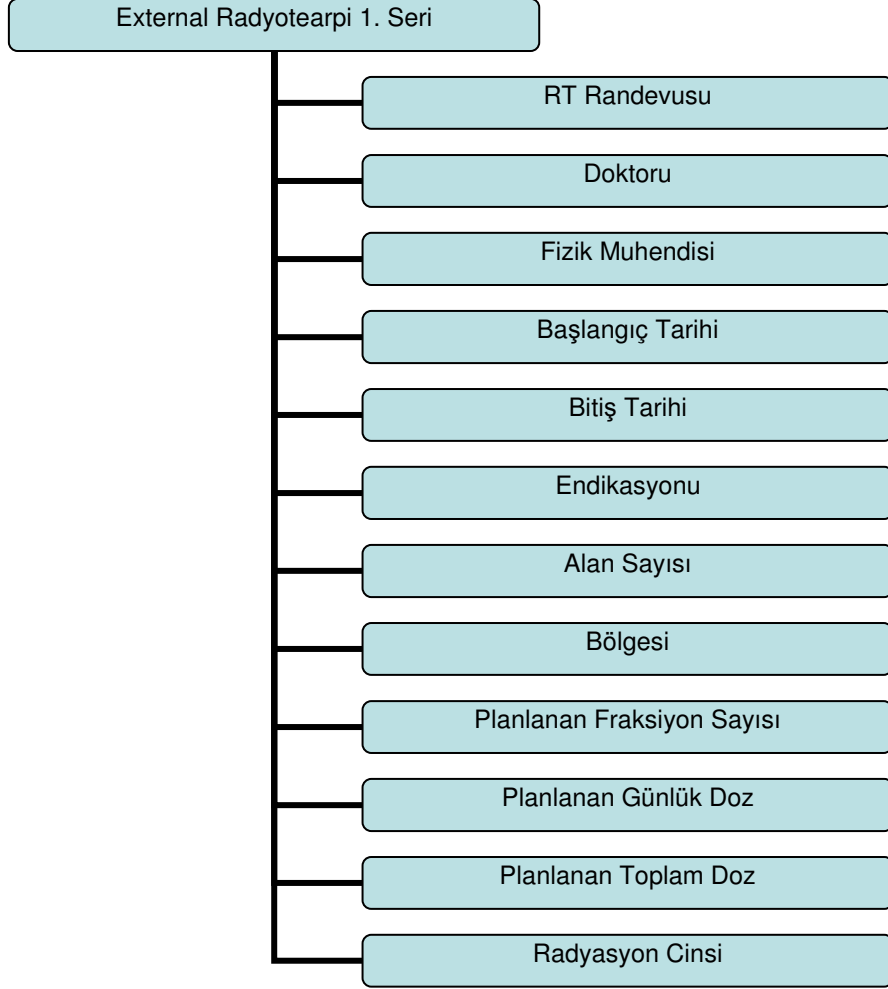 External Radyotearpi 1. Seri
RT Randevusu
Doktoru
Fizik Muhendisi
Başlangıç Tarihi
Bitiş Tarihi
Endikasyonu
Alan Sayısı
Bölgesi
Planlanan Fraksiyon Sayısı
Planlanan Günlük Doz
Planlanan Toplam Doz
Radyasyon Cinsi